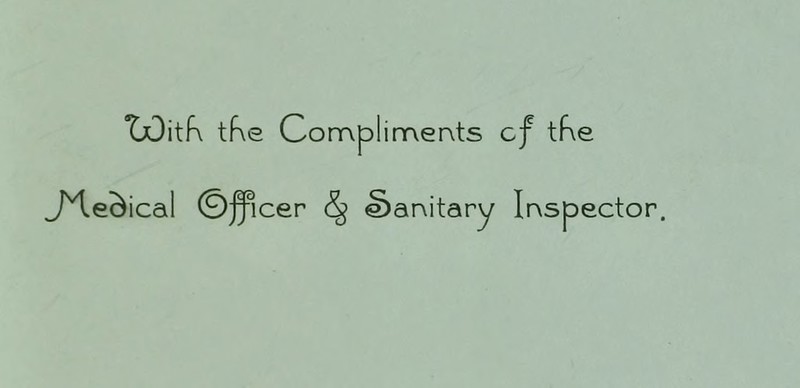 With the Compliments of the
Medical Officer & Sanitary Inspector.